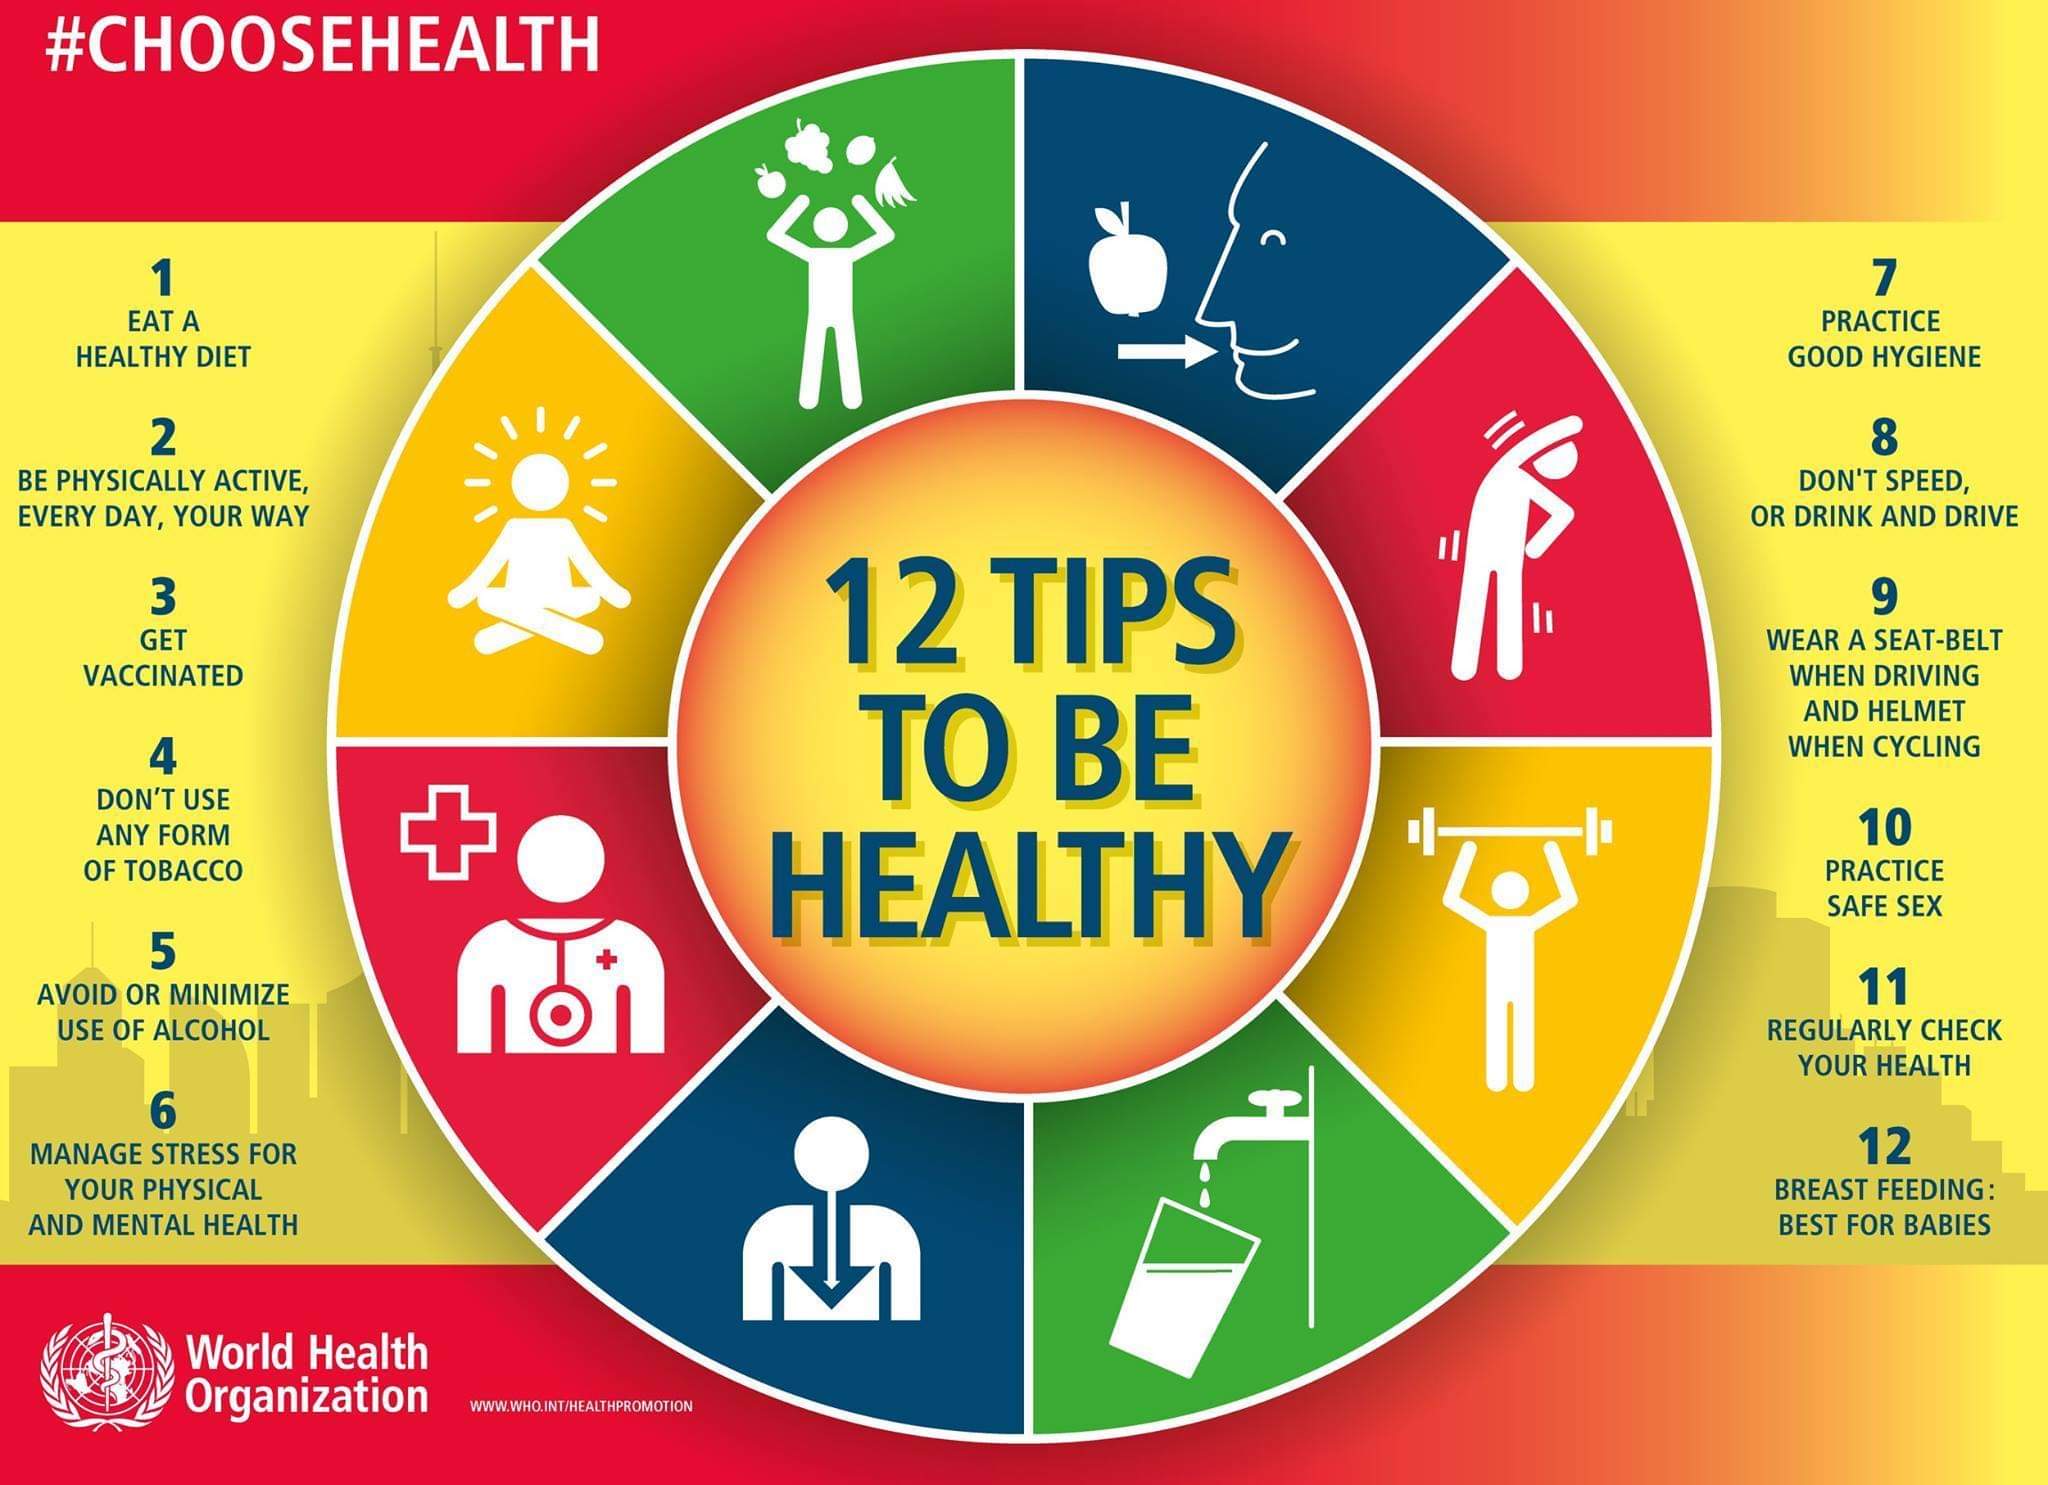 #CHOOSEHEALTH
1
EAT A
HEALTHY DIET
2
BE PHYSICALLY ACTIVE,
EVERY DAY, YOUR WAY
3
GET
VACCINATED
4
DON’T USE
ANY FORM
OF TOBACCO
5
AVOID OR MINIMIZE
USE OF ALCOHOL
6
MANAGE STRESS FOR
YOUR PHYSICAL
AND MENTAL HEALTH
12 TIPS
TO BE
HEALTHY
7
PRACTICE
GOOD HYGIENE
8
DON'T SPEED,
OR DRINK AND DRIVE
9
WEAR A SEAT-BELT
WHEN DRIVING
AND HELMET
WHEN CYCLING
10
PRACTICE
SAFE SEX
11
REGULARLY CHECK
YOUR HEALTH
12
BREAST FEEDING:
BEST FOR BABIES
World Health
Organization
WWW.WHO.INT/HEALTHPROMOTION